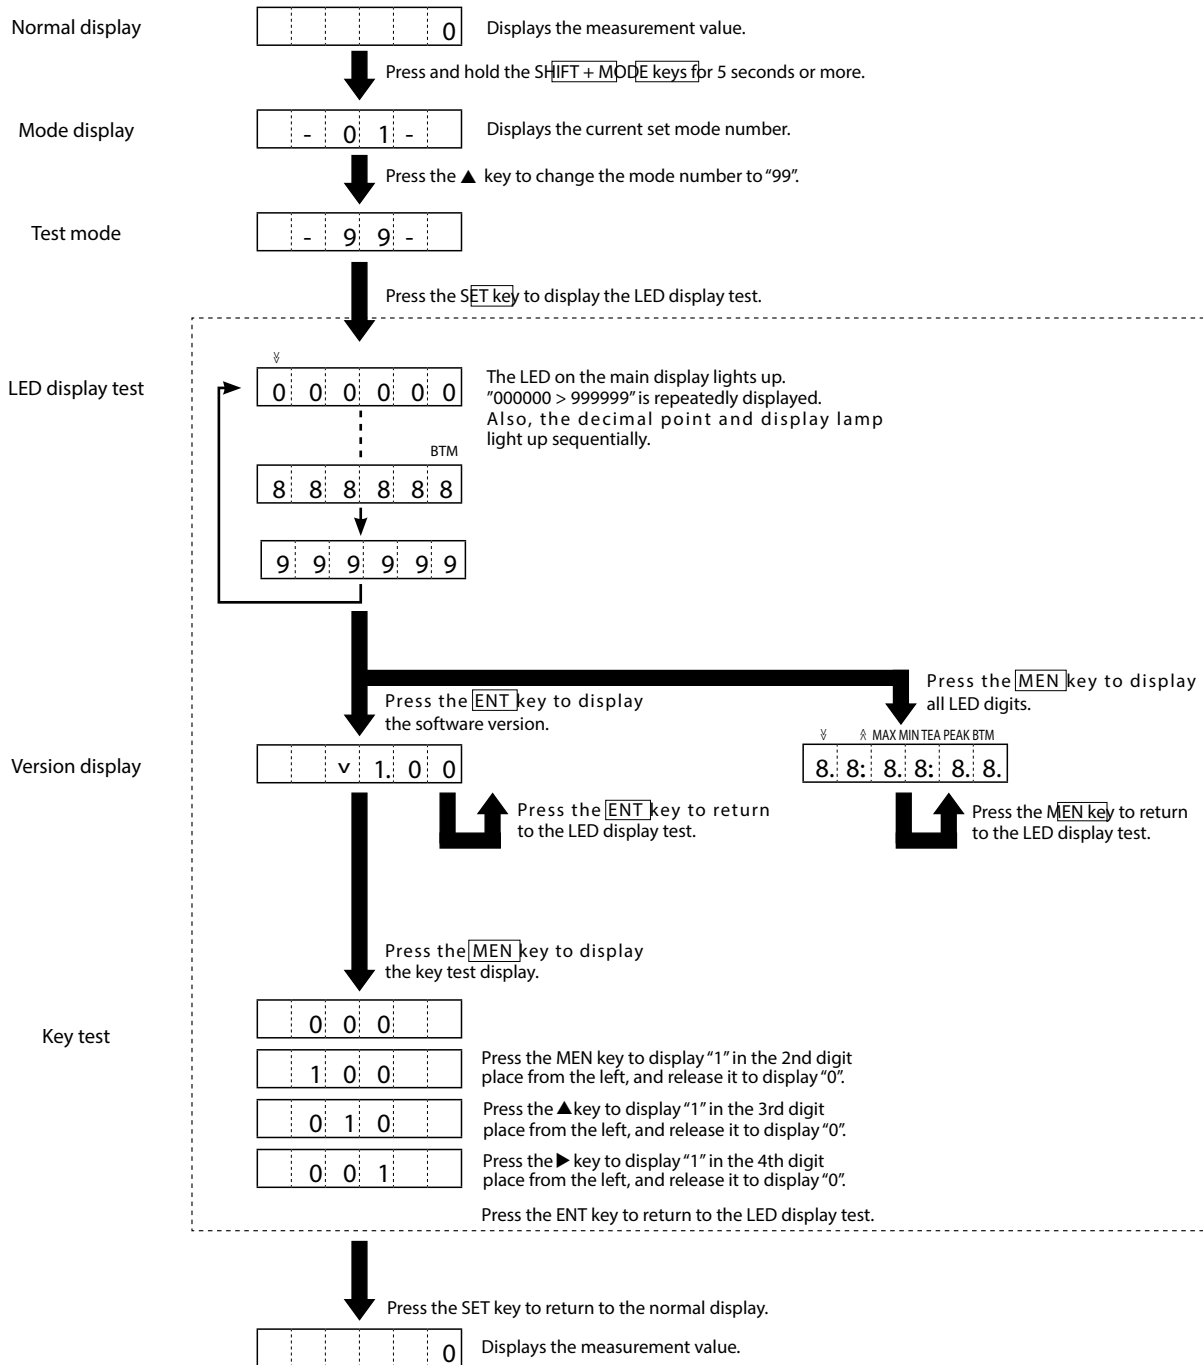 Normal display
0
Displays the measurement value.
Press and hold the SHIFT + MODE keys for 5 seconds or more.
Mode display
- 0 1 -
Displays the current set mode number.
Press the ▲ key to change the mode number to “99”.
Test mode
- 9 9 -
Press the SET key to display the LED display test.
LED display test
0 0 0 0 0 0
The LED on the main display lights up.
”000000 > 999999” is repeatedly displayed.
Also, the decimal point and display lamp
light up sequentially.
BTM
8 8 8 8 8 8
9 9 9 9 9 9
Press the ENT key to display
the software version.
Press the MEN key to display
all LED digits.
MAX MIN TEA PEAK BTM
Version display
v 1. 0 0
8. 8: 8. 8: 8. 8.
Press the ENT key to return
to the LED display test.
Press the MEN key to return
to the LED display test.
Press the MEN key to display
the key test display.
Key test
0 0 0
1 0 0
Press the MEN key to display “1” in the 2nd digit
place from the left, and release it to display “0”.
0 1 0
Press the ▲ key to display “1” in the 3rd digit
place from the left, and release it to display “0”.
0 0 1
Press the ▶ key to display “1” in the 4th digit
place from the left, and release it to display “0”.
Press the ENT key to return to the LED display test.
Press the SET key to return to the normal display.
0
Displays the measurement value.